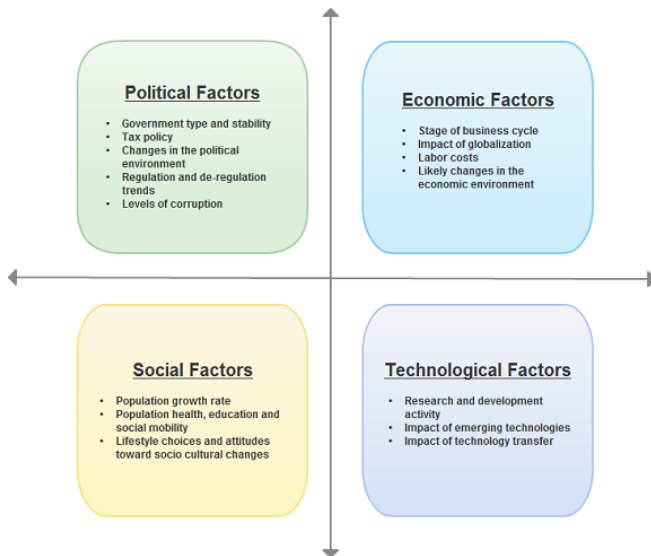 Political Factors
• Government type and stability
• Tax policy
• Changes in the political
environment
• Regulation and de-regulation
trends
• Levels of corruption
Economic Factors
• Stage of business cycle
• Impact of globalization
• Labor costs
• Likely changes in the
economic environment
Social Factors
• Population growth rate
• Population health, education and
social mobility
• Lifestyle choices and attitudes
toward socio cultural changes
Technological Factors
• Research and development
activity
• Impact of emerging technologies
• Impact of technology transfer